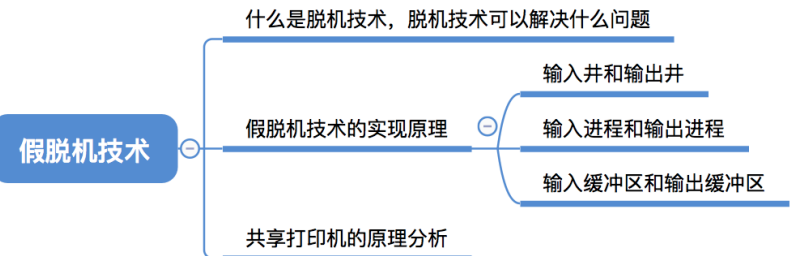 什么是脱机技术，脱机技术可以解决什么问题
输入井和输出井
假脱机技术
假脱机技术的实现原理
输入进程和输出进程
输入缓冲区和输出缓冲区
共享打印机的原理分析